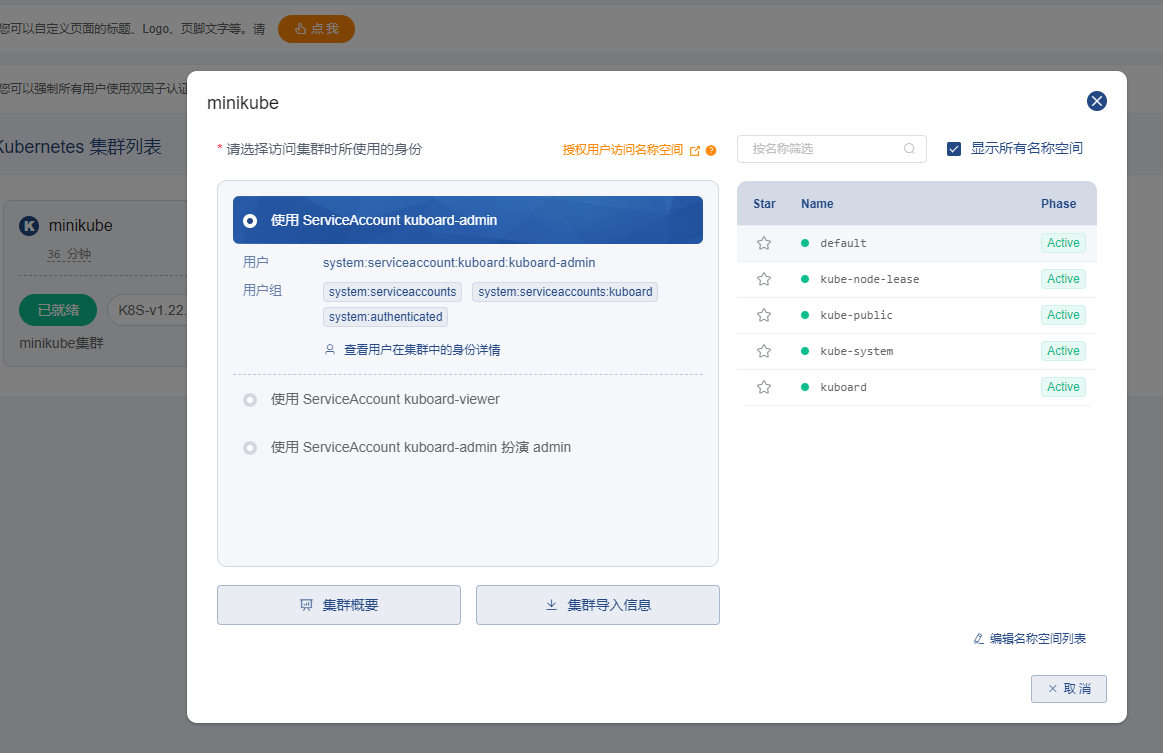 您可以自定义页面的标题、Logo、页脚文字等。请 点 我
您可以强制所有用户使用双因子认证
Kubernetes 集群列表
minikube
36 分钟
已就绪 K8S-v1.22.
minikube集群
minikube
* 请选择访问集群时所使用的身份 授权用户访问名称空间
使用 ServiceAccount kuboard-admin
用户 system:serviceaccount:kuboard:kuboard-admin
用户组 system:serviceaccounts system:serviceaccounts:kuboard
system:authenticated
查看用户在集群中的身份详情
使用 ServiceAccount kuboard-viewer
使用 ServiceAccount kuboard-admin 扮演 admin
集群概要 集群导入信息
按名称筛选 显示所有名称空间
Star Name Phase
default Active
kube-node-lease Active
kube-public Active
kube-system Active
kuboard Active
编辑名称空间列表
取 消